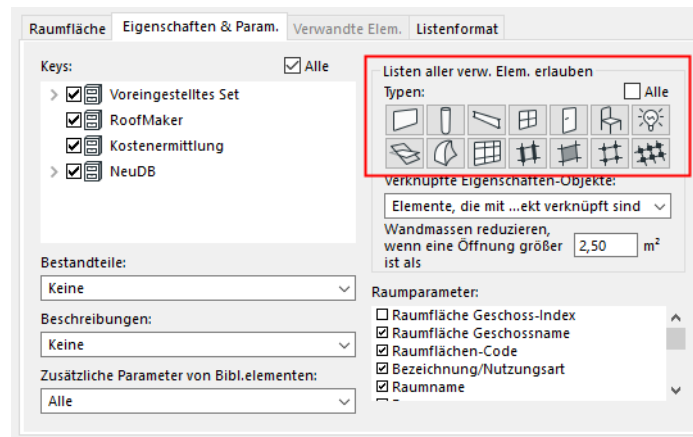 Raumfläche Eigenschaften & Param. Verwandte Elem. Listenformat
Keys: Alle
Voreingestelltes Set
RoofMaker
Kostenermittlung
NeuDB
Bestandteile:
Keine
Beschreibungen:
Keine
Zusätzliche Parameter von Bibl.elementen:
Alle
Listen aller verw. Elem. erlauben
Typen: Alle
Verknüpfte Eigenschaften-Objekte:
Elemente, die mit ...ekt verknüpft sind
Wandmassen reduzieren,
wenn eine Öffnung größer 2,50 m²
ist als
Raumparameter:
Raumfläche Geschoss-Index
Raumfläche Geschossname
Raumflächen-Code
Bezeichnung/Nutzungsart
Raumname